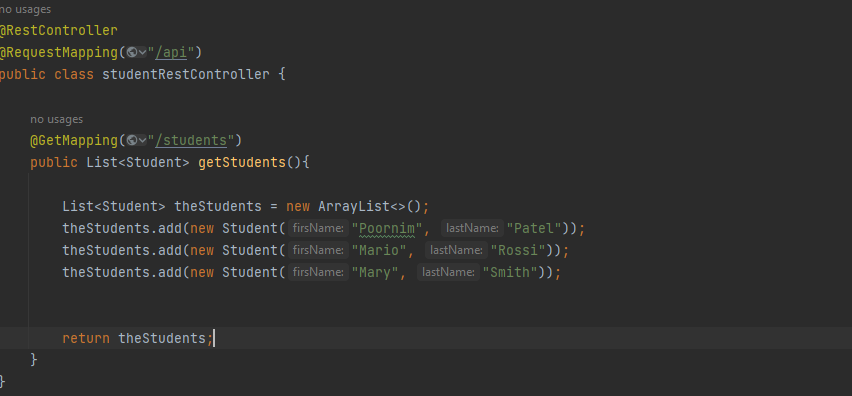 no usages
@RestController
@RequestMapping("/api")
public class studentRestController {
no usages
@GetMapping("/students")
public List<Student> getStudents(){
List<Student> theStudents = new ArrayList<>();
theStudents.add(new Student( firsName: "Poornim", lastName: "Patel"));
theStudents.add(new Student( firsName: "Mario", lastName: "Rossi"));
theStudents.add(new Student( firsName: "Mary", lastName: "Smith"));
return theStudents;
}
}